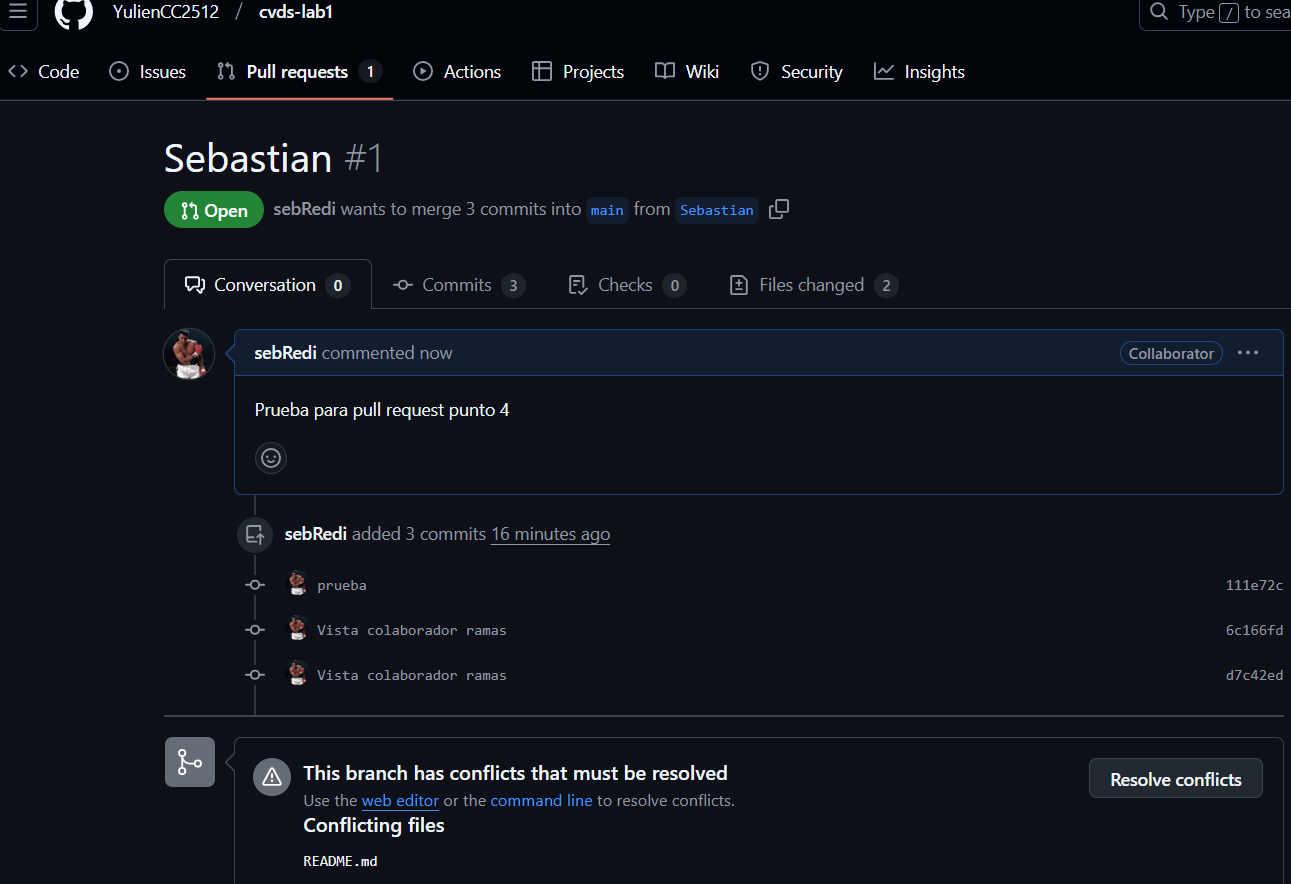 YulienCC2512 / cvds-lab1
Type / to sea
Code Issues Pull requests 1 Actions Projects Wiki Security Insights
Sebastian #1
Open sebRedi wants to merge 3 commits into main from Sebastian
Conversation 0 Commits 3 Checks 0 Files changed 2
sebRedi commented now Collaborator
Prueba para pull request punto 4
sebRedi added 3 commits 16 minutes ago
prueba 111e72c
Vista colaborador ramas 6c166fd
Vista colaborador ramas d7c42ed
This branch has conflicts that must be resolved
Resolve conflicts
Use the web editor or the command line to resolve conflicts.
Conflicting files
README.md